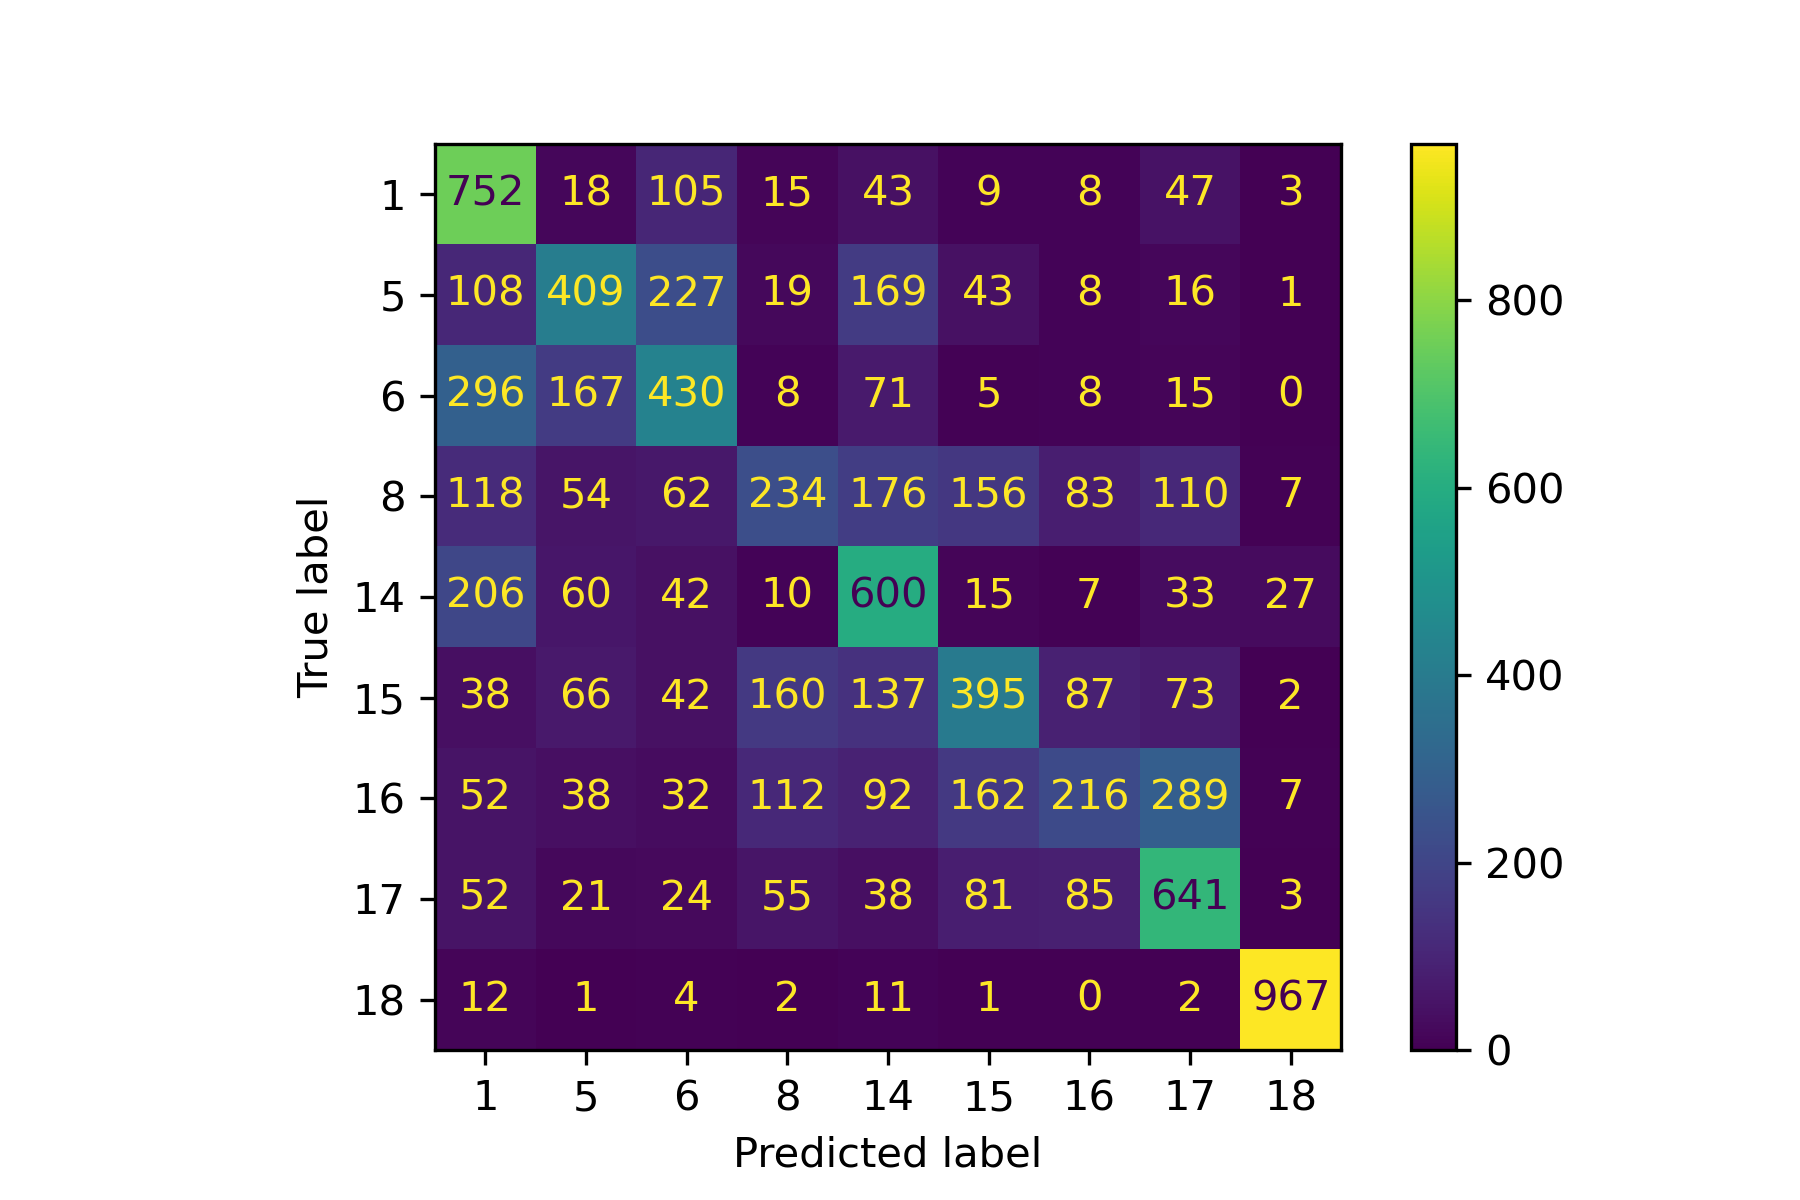 1 752 18 105 15 43 9 8 47 3
5 108 409 227 19 169 43 8 16 1
6 296 167 430 8 71 5 8 15 0
8 118 54 62 234 176 156 83 110 7
14 206 60 42 10 600 15 7 33 27
15 38 66 42 160 137 395 87 73 2
16 52 38 32 112 92 162 216 289 7
17 52 21 24 55 38 81 85 641 3
18 12 1 4 2 11 1 0 2 967
1 5 6 8 14 15 16 17 18
True label
Predicted label
800
600
400
200
0